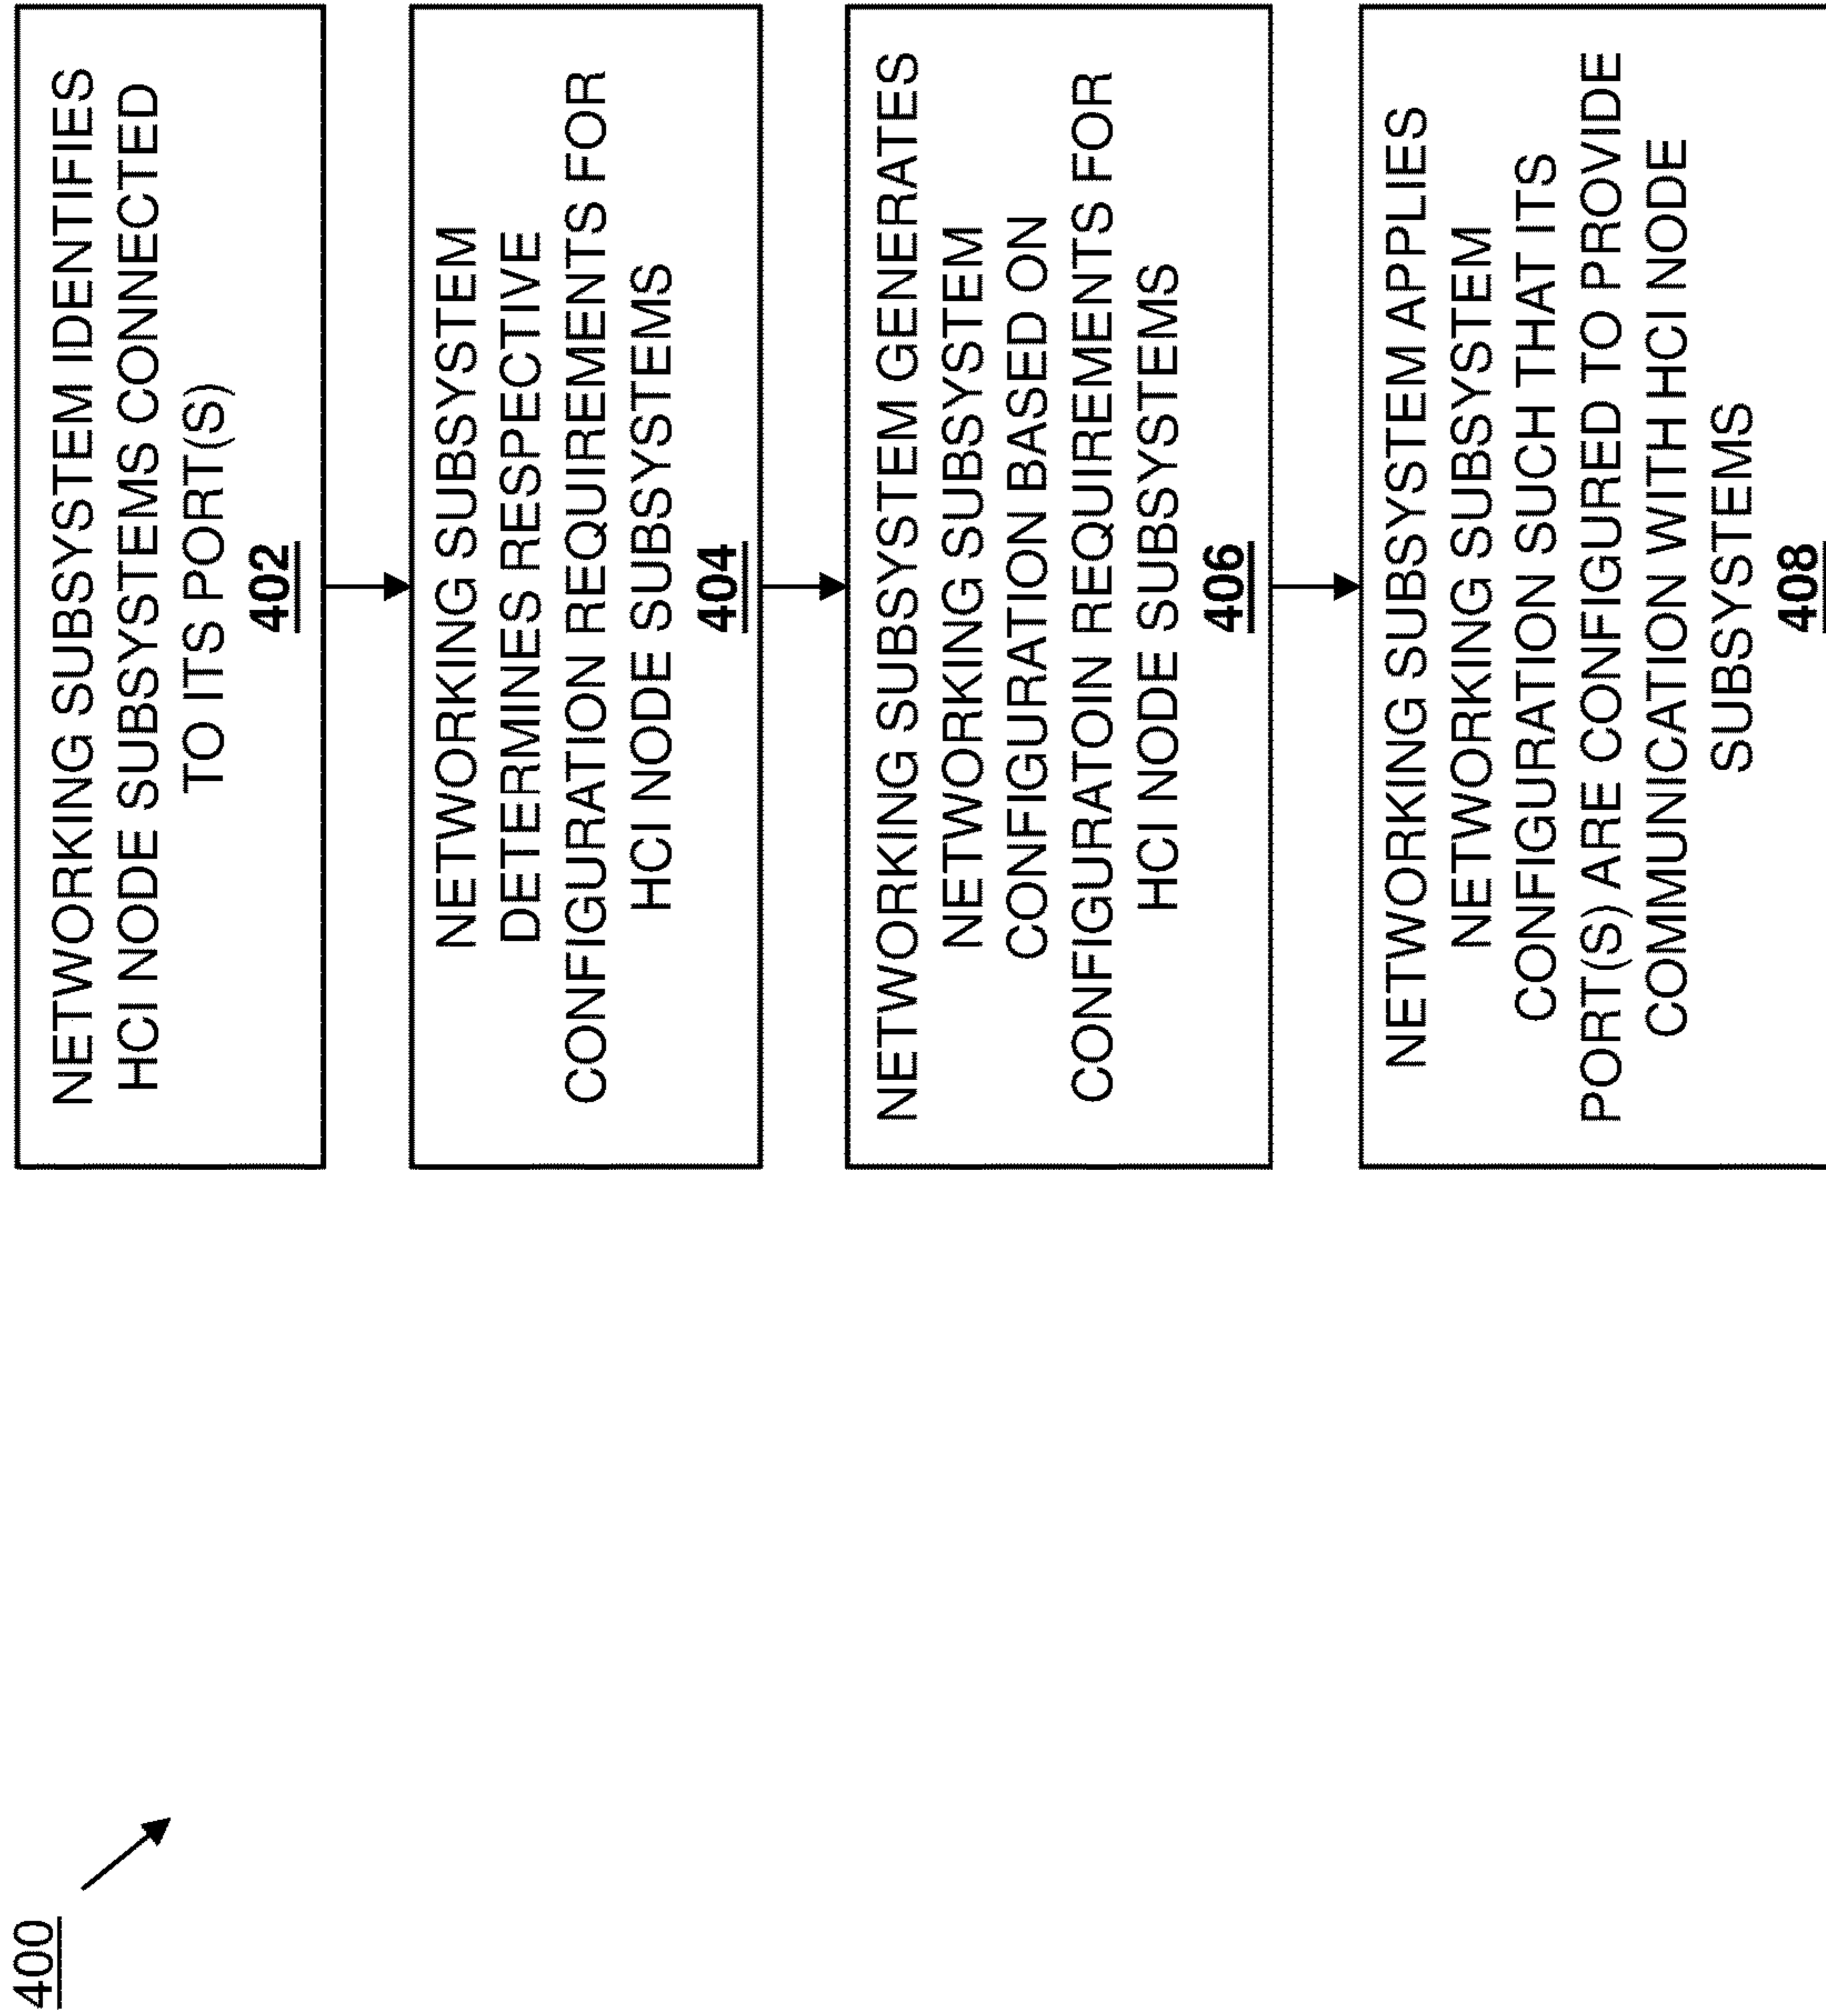 400
NETWORKING SUBSYSTEM IDENTIFIES
HCI NODE SUBSYSTEMS CONNECTED
TO ITS PORT(S)
402
NETWORKING SUBSYSTEM
DETERMINES RESPECTIVE
CONFIGURATION REQUIREMENTS FOR
HCI NODE SUBSYSTEMS
404
NETWORKING SUBSYSTEM GENERATES
NETWORKING SUBSYSTEM
CONFIGURATION BASED ON
CONFIGURATOIN REQUIREMENTS FOR
HCI NODE SUBSYSTEMS
406
NETWORKING SUBSYSTEM APPLIES
NETWORKING SUBSYSTEM
CONFIGURATION SUCH THAT ITS
PORT(S) ARE CONFIGURED TO PROVIDE
COMMUNICATION WITH HCI NODE
SUBSYSTEMS
408